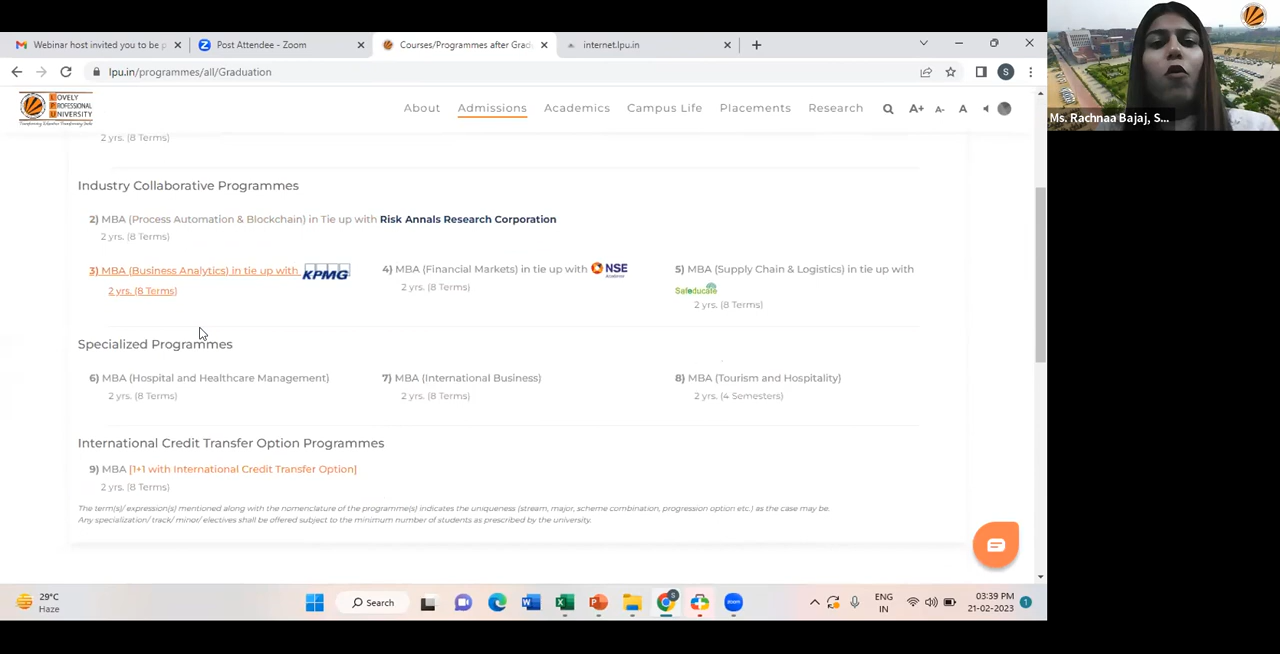 Webinar host invited you to be p
Post Attendee - Zoom
Courses/Programmes after Grad
internet.lpu.in
lpu.in/programmes/all/Graduation
S
LOVELY
PROFESSIONAL
UNIVERSITY
Transforming Education Transforming India
About
Admissions
Academics
Campus Life
Placements
Research
A+
A-
A
2 yrs. (8 Terms)
Industry Collaborative Programmes
2) MBA (Process Automation & Blockchain) in Tie up with Risk Annals Research Corporation
2 yrs. (8 Terms)
3) MBA (Business Analytics) in tie up with KPMG
2 yrs. (8 Terms)
4) MBA (Financial Markets) in tie up with NSE
2 yrs. (8 Terms)
5) MBA (Supply Chain & Logistics) in tie up with
Safeducate
2 yrs. (8 Terms)
Specialized Programmes
6) MBA (Hospital and Healthcare Management)
2 yrs. (8 Terms)
7) MBA (International Business)
2 yrs. (8 Terms)
8) MBA (Tourism and Hospitality)
2 yrs. (4 Semesters)
International Credit Transfer Option Programmes
9) MBA [1+1 with International Credit Transfer Option]
2 yrs. (8 Terms)
The term(s)/ expression(s) mentioned along with the nomenclature of the programme(s) indicates the uniqueness (stream, major, scheme combination, progression option etc.) as the case may be.
Any specialization/ track/ minor/ electives shall be offered subject to the minimum number of students as prescribed by the university.
Ms. Rachnaa Bajaj, S...
29°C
Haze
Search
ENG
IN
03:39 PM
21-02-2023
1